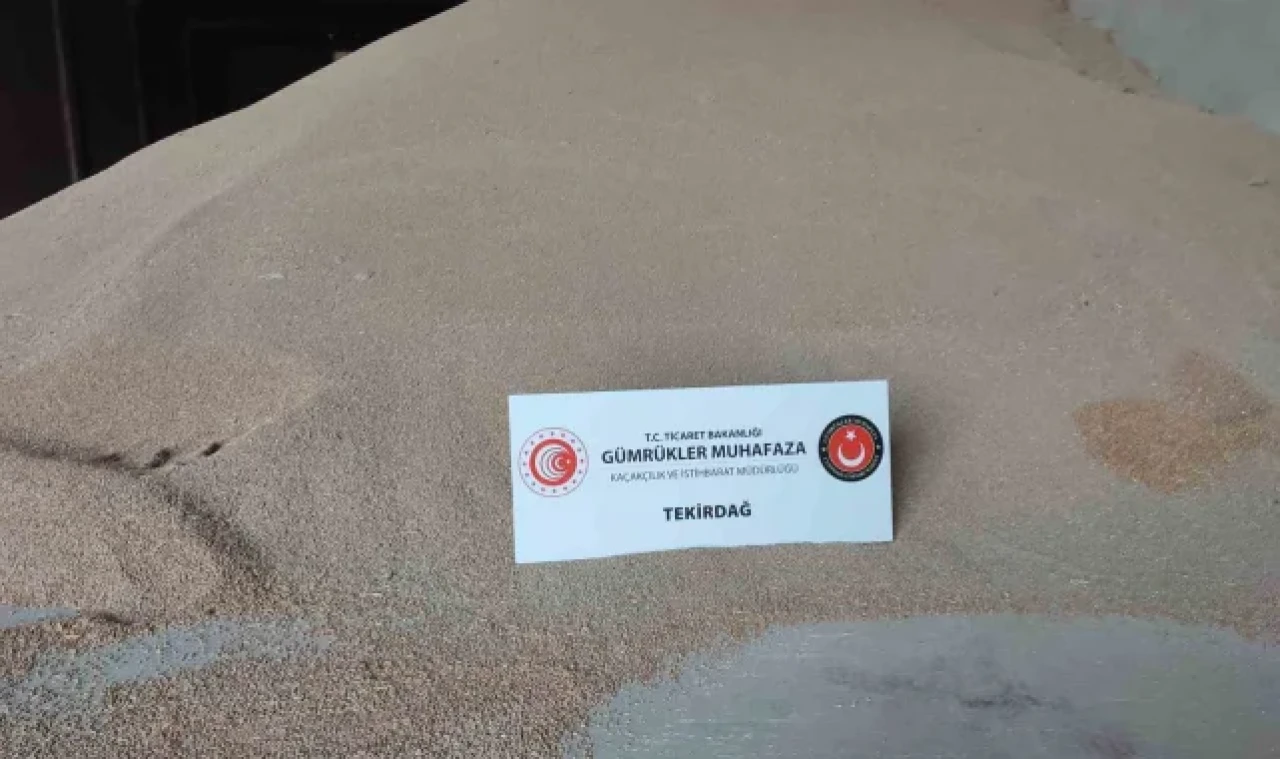 T.C. TİCARET BAKANLIĞI
GÜMRÜKLER MUHAFAZA
KAÇAKÇILIK VE İSTİHBARAT MÜDÜRLÜĞÜ
TEKİRDAĞ